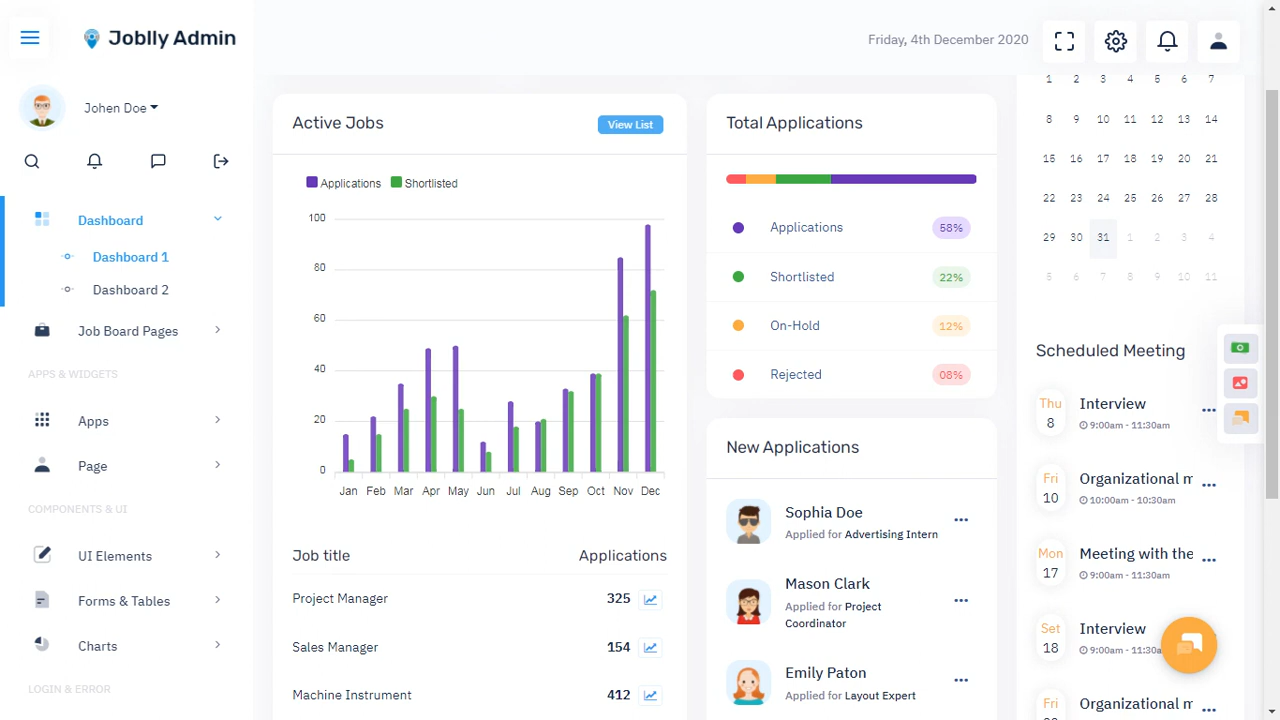 Joblly Admin
Friday, 4th December 2020
Johen Doe
Dashboard
Dashboard 1
Dashboard 2
Job Board Pages
APPS & WIDGETS
Apps
Page
COMPONENTS & UI
UI Elements
Forms & Tables
Charts
LOGIN & ERROR
Active Jobs
View List
Applications Shortlisted
100
80
60
40
20
0
Jan Feb Mar Apr May Jun Jul Aug Sep Oct Nov Dec
Job title Applications
Project Manager 325
Sales Manager 154
Machine Instrument 412
Total Applications
Applications 58%
Shortlisted 22%
On-Hold 12%
Rejected 08%
New Applications
Sophia Doe
Applied for Advertising Intern
Mason Clark
Applied for Project
Coordinator
Emily Paton
Applied for Layout Expert
1 2 3 4 5 6 7
8 9 10 11 12 13 14
15 16 17 18 19 20 21
22 23 24 25 26 27 28
29 30 31 1 2 3 4
5 6 7 8 9 10 11
Scheduled Meeting
Thu
8
Interview
9:00am - 11:30am
Fri
10
Organizational m
10:00am - 10:30am
Mon
17
Meeting with the
9:00am - 11:30am
Set
18
Interview
9:00am - 11:30a
Fri
Organizational m